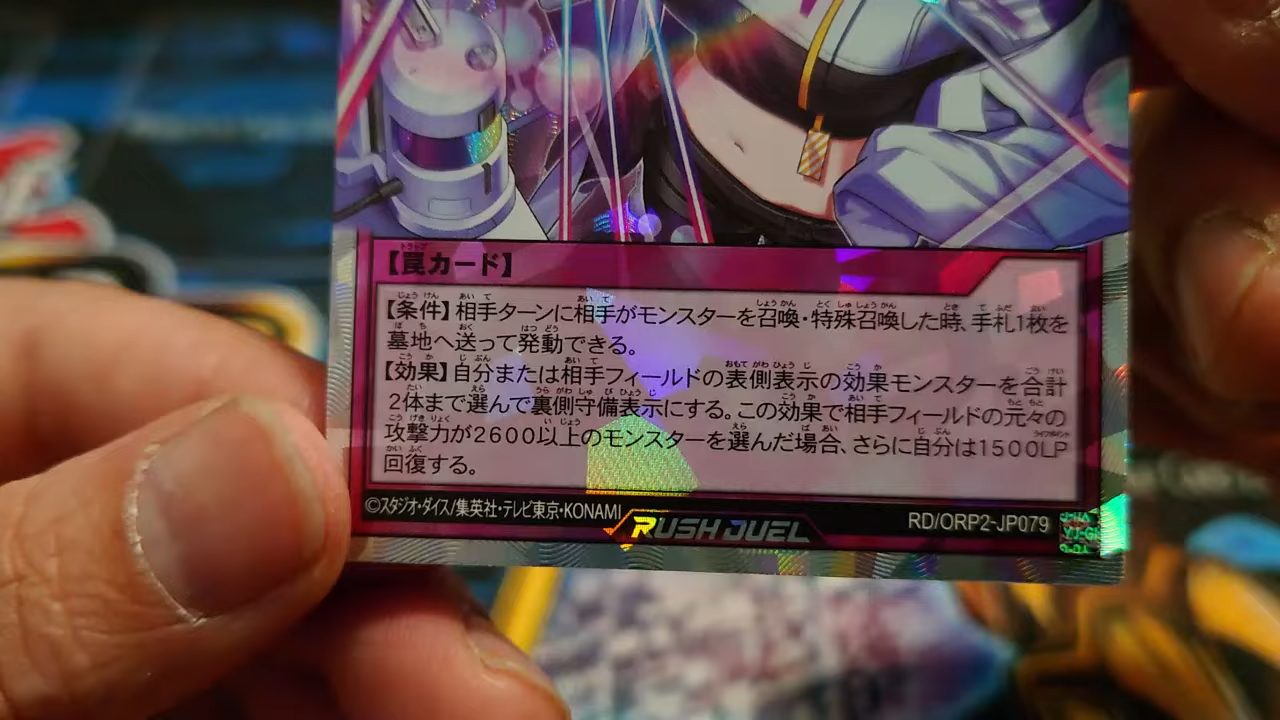 【罠カード】
【条件】相手ターンに相手がモンスターを召喚・特殊召喚した時、手札1枚を
墓地へ送って発動できる。
【効果】自分または相手フィールドの表側表示の効果モンスターを合計
2体まで選んで裏側守備表示にする。この効果で相手フィールドの元々の
攻撃力が2600以上のモンスターを選んだ場合、さらに自分は1500LP
回復する。
©スタジオ・ダイス/集英社・テレビ東京・KONAMI
RUSH DUEL
RD/ORP2-JP079